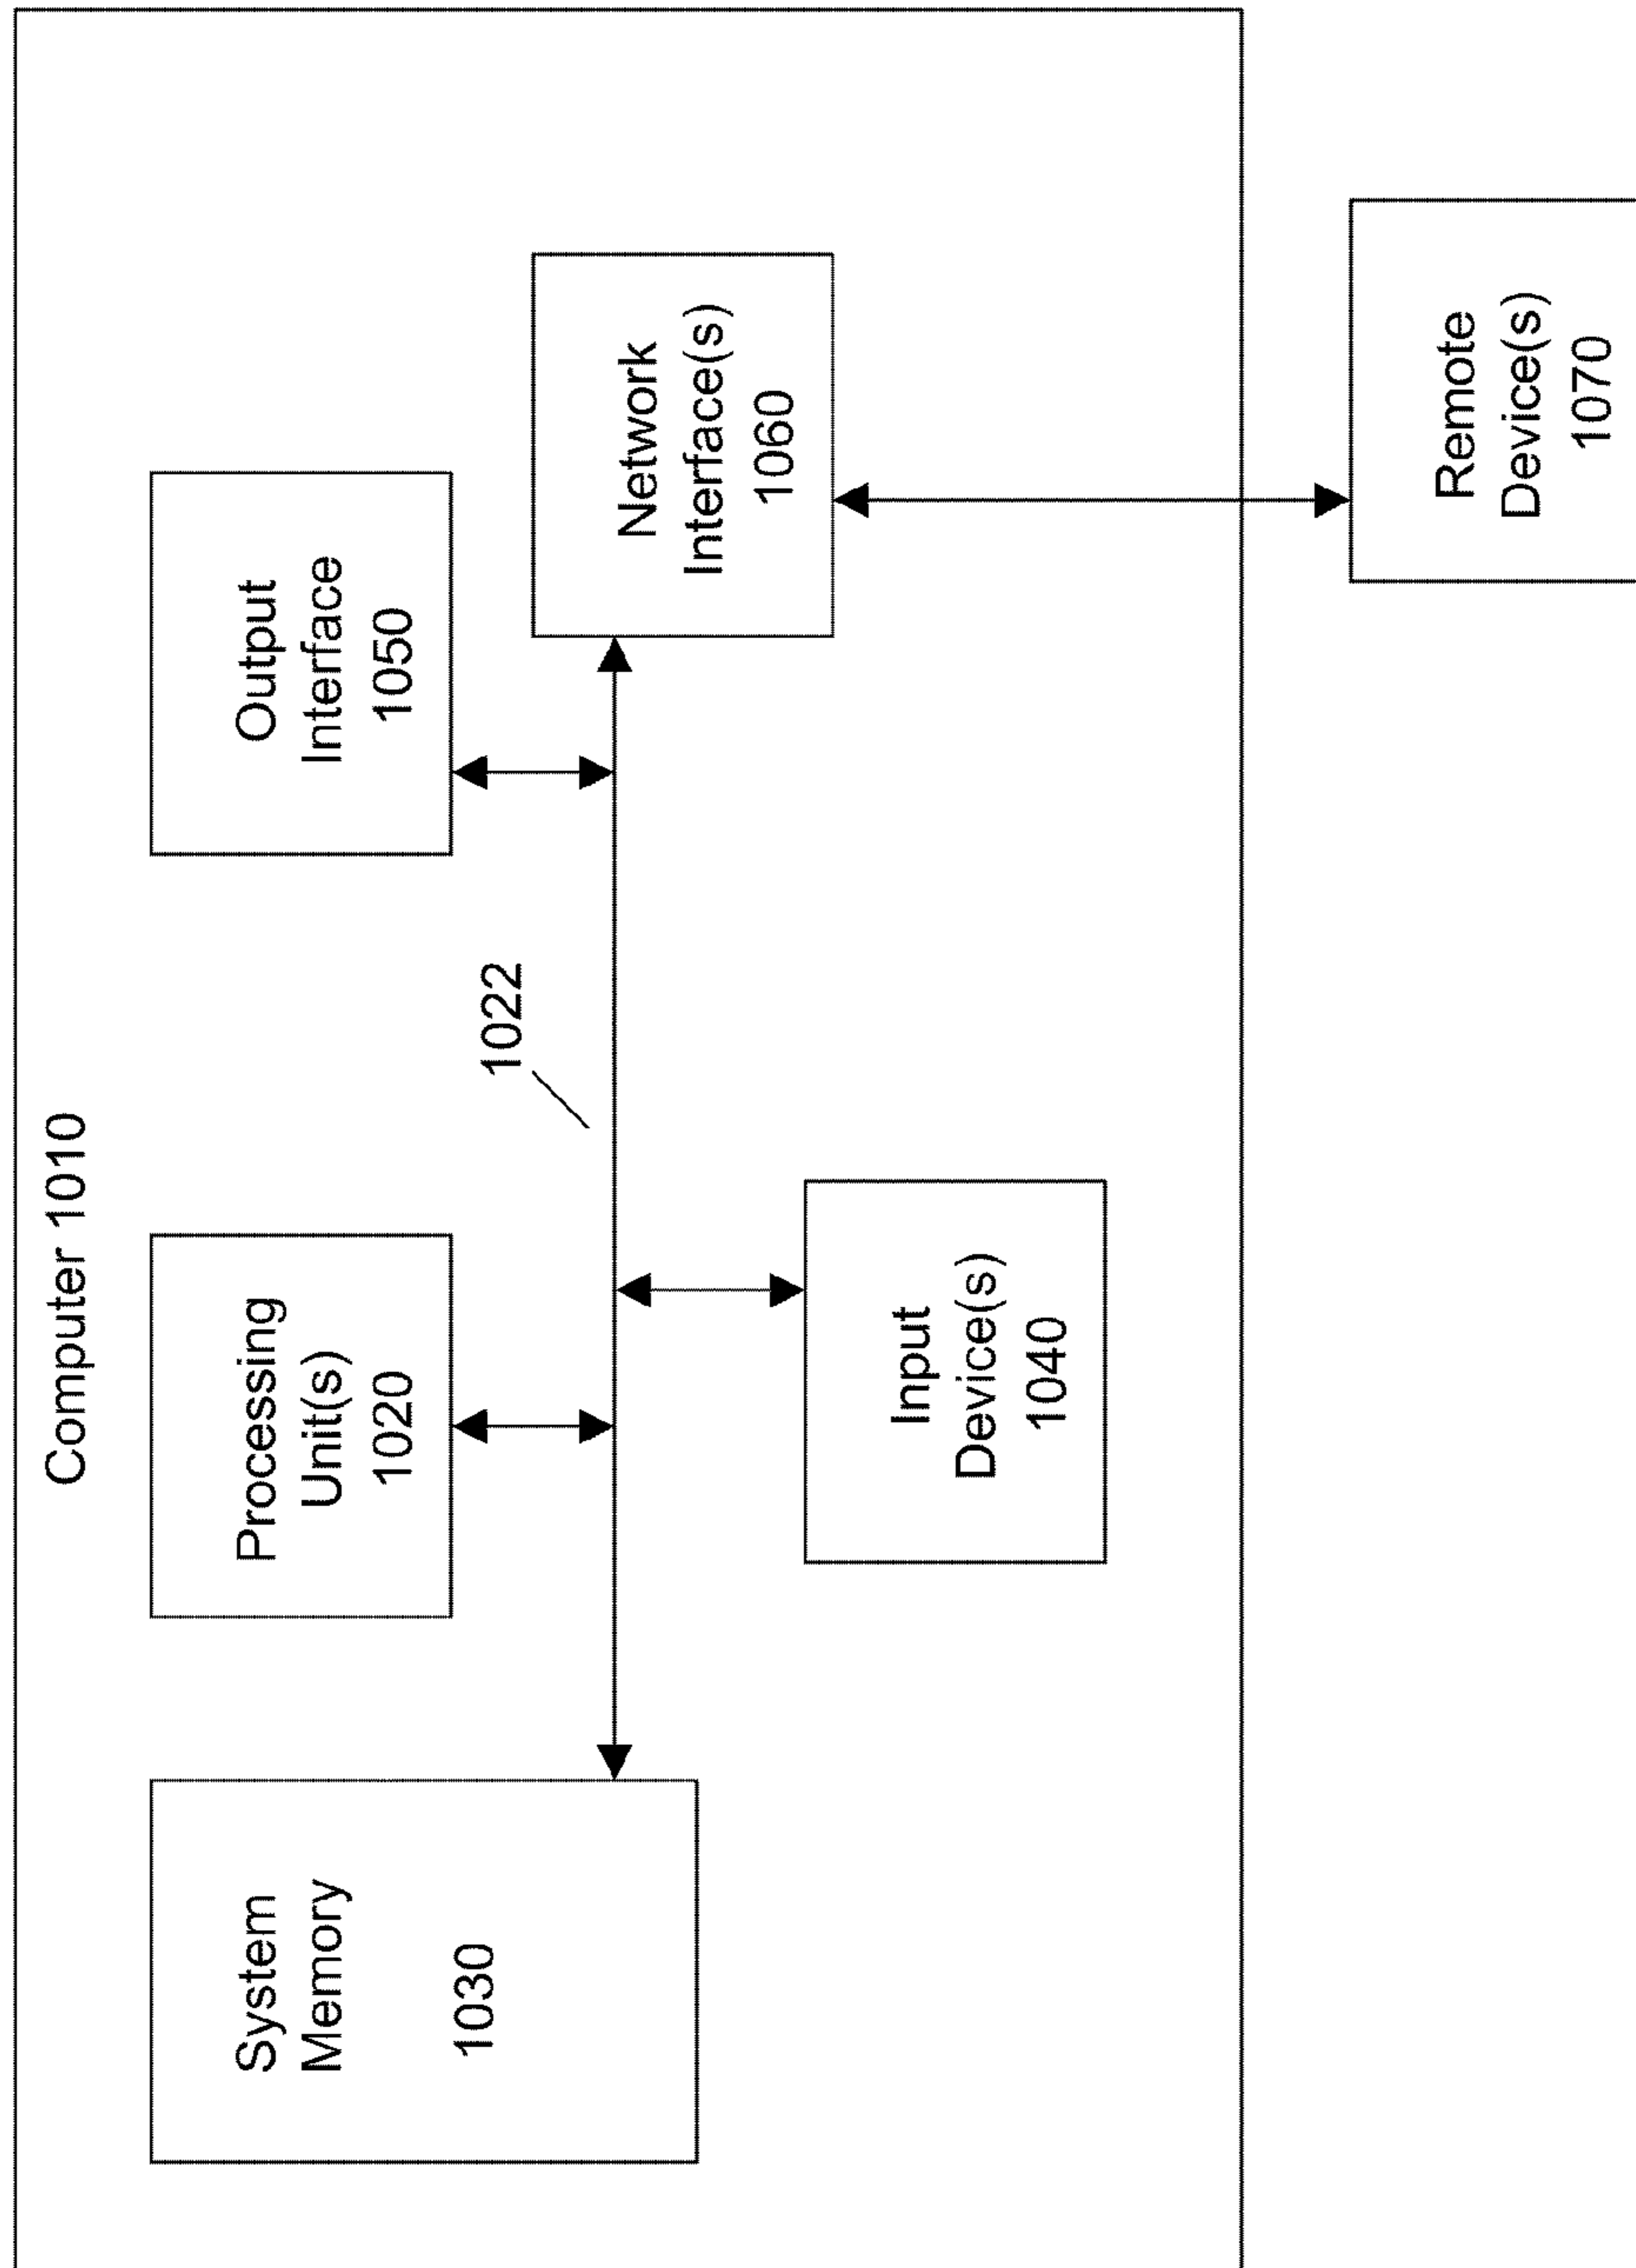 Computer 1010
System
Memory
1030
Processing
Unit(s)
1020
Output
Interface
1050
1022
Input
Device(s)
1040
Network
Interface(s)
1060
Remote
Device(s)
1070